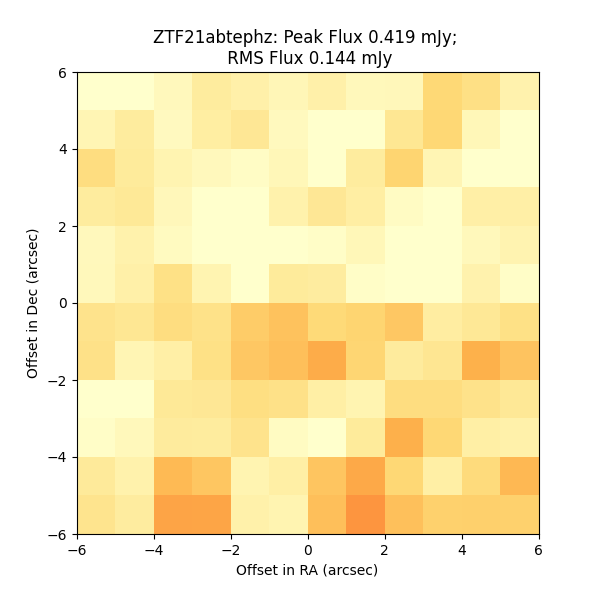 ZTF21abtephz: Peak Flux 0.419 mJy;
RMS Flux 0.144 mJy
6
4
2
0
−2
−4
−6
Offset in Dec (arcsec)
−6 −4 −2 0 2 4 6
Offset in RA (arcsec)